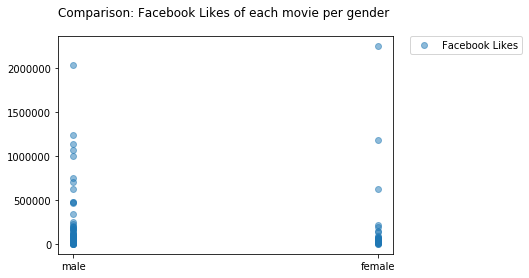 Comparison: Facebook Likes of each movie per gender
Facebook Likes
2000000
1500000
1000000
500000
0
male female